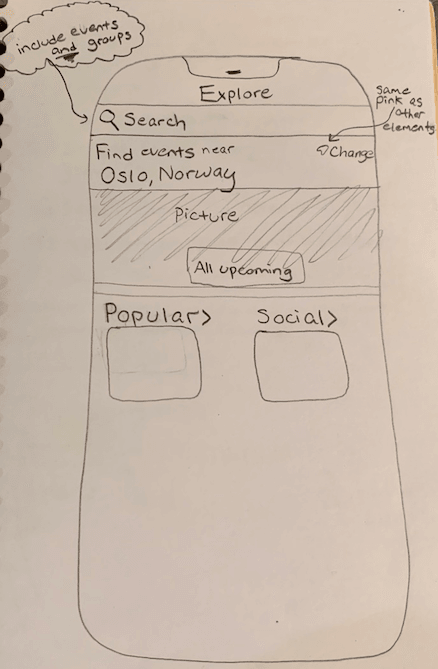 include events
and groups
Explore
Search
same
pink as
other
elements
Find events near
Change
Oslo, Norway
Picture
All upcoming
Popular>
Social>